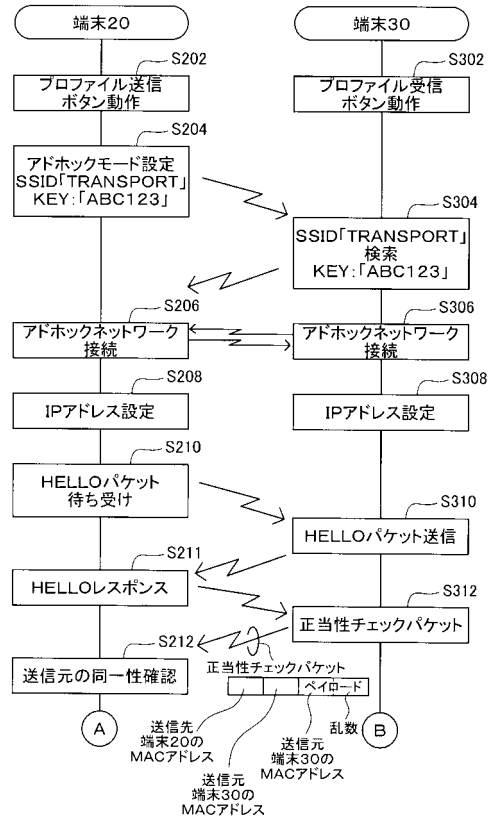 端末20
端末30
S202
プロファイル送信
ボタン動作
S302
プロファイル受信
ボタン動作
S204
アドホックモード設定
SSID「TRANSPORT」
KEY:「ABC123」
S304
SSID「TRANSPORT」
検索
KEY:「ABC123」
S206
アドホックネットワーク
接続
S306
アドホックネットワーク
接続
S208
IPアドレス設定
S308
IPアドレス設定
S210
HELLOパケット
待ち受け
S310
HELLOパケット送信
S211
HELLOレスポンス
S312
正当性チェックパケット
S212
送信元の同一性確認
正当性チェックパケット
ペイロード
A
B
送信先
端末20の
MACアドレス
送信元
端末30の
MACアドレス
送信元
端末30の
MACアドレス
乱数